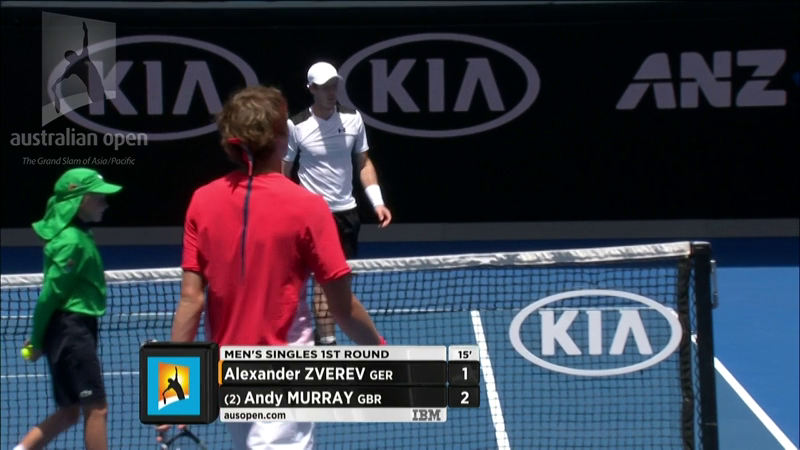 KIA
KIA
ANZ
australian open
The Grand Slam of Asia/Pacific
KIA
MEN'S SINGLES 1ST ROUND 15'
Alexander ZVEREV GER 1
(2) Andy MURRAY GBR 2
ausopen.com IBM